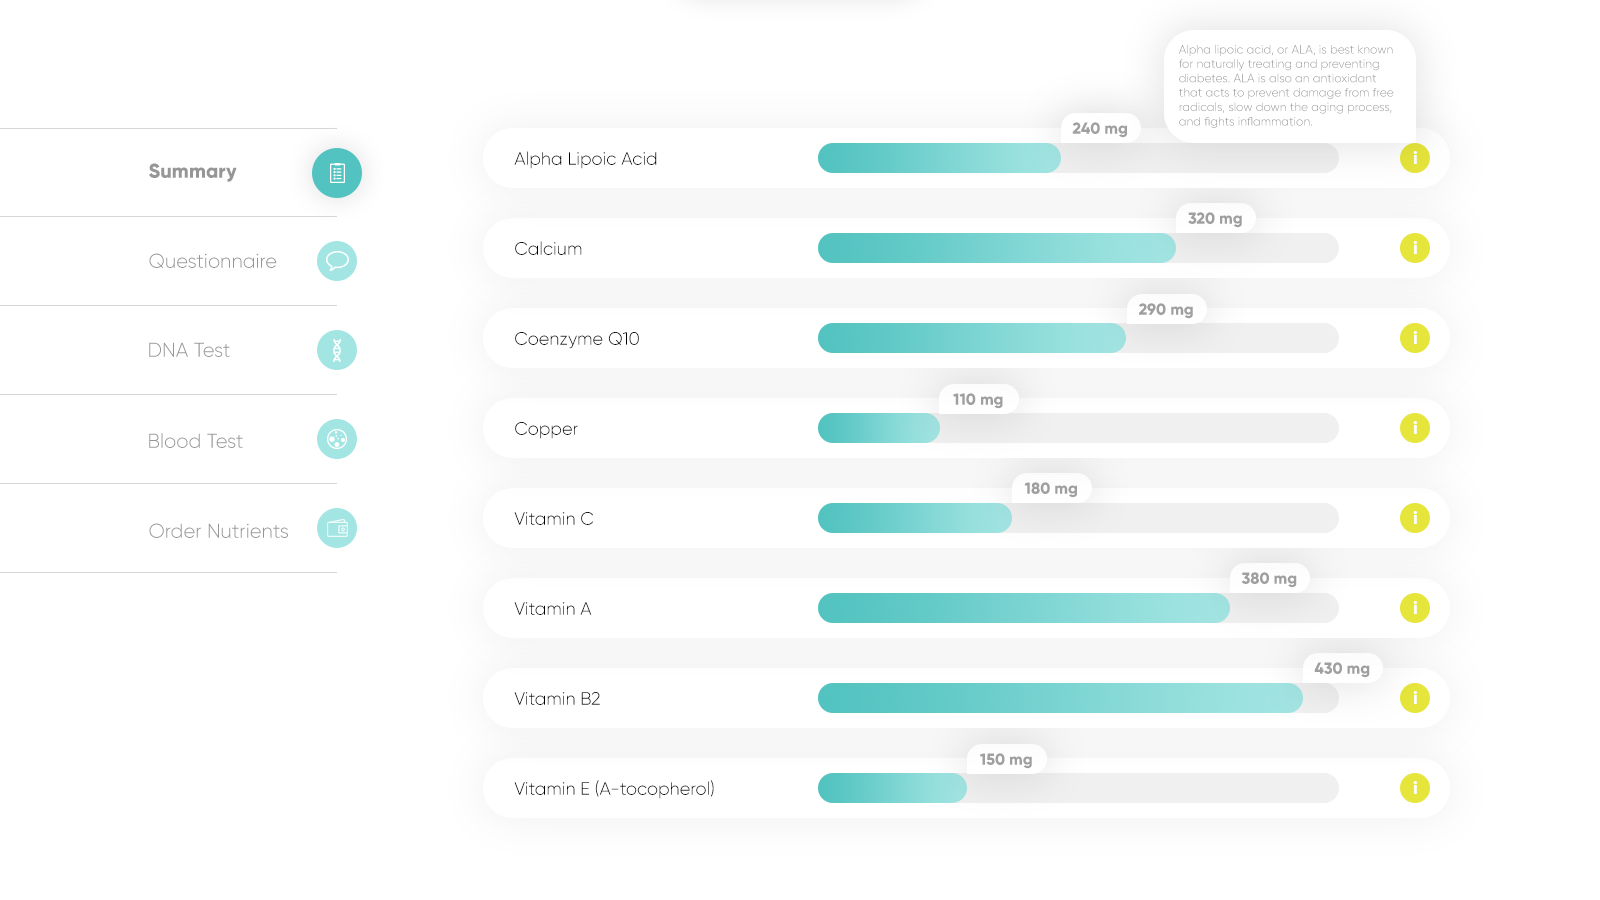 Summary
Questionnaire
DNA Test
Blood Test
Order Nutrients
Alpha lipoic acid, or ALA, is best known
for naturally treating and preventing
diabetes. ALA is also an antioxidant
that acts to prevent damage from free
radicals, slow down the aging process,
and fights inflammation.
Alpha Lipoic Acid
240 mg
i
Calcium
320 mg
i
Coenzyme Q10
290 mg
i
Copper
110 mg
i
Vitamin C
180 mg
i
Vitamin A
380 mg
i
Vitamin B2
430 mg
i
Vitamin E (A-tocopherol)
150 mg
i